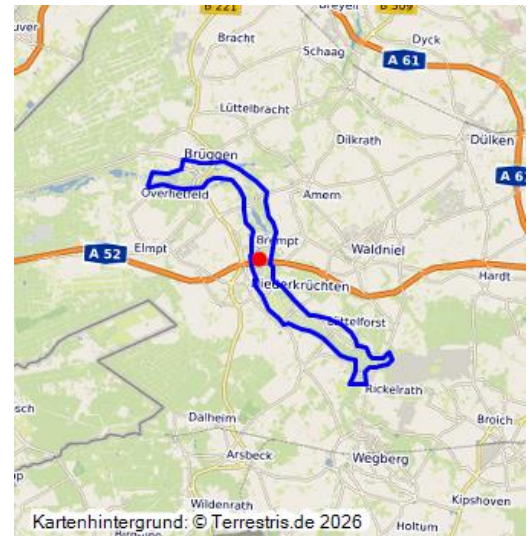 B 221
B 509
Breyell
Dyck
Bracht
Schaag
A 61
Lüttelbracht
Dülken
Dilkrath
Brüggen
A 61
Overhetfeld
Amern
Elmpt
Brempt
Waldniel
A 52
Niederkrüchten
Hardt
Lüttelforst
Rickelrath
Dalheim
Broich
Arsbeck
Wegberg
Wildenrath
Kipshoven
Holtum
Kartenhintergrund: © Terrestris.de 2026